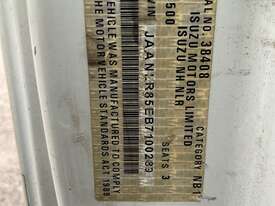 AL NO. 38408
ISUZU MOTORS LIMITED
ISUZU NH NLR
CATEGORY NB1
500
SEATS 3
VEHICLE WAS MANUFACTURED TO COMPLY
THE MOTOR VEHICLE STANDARDS ACT 1989